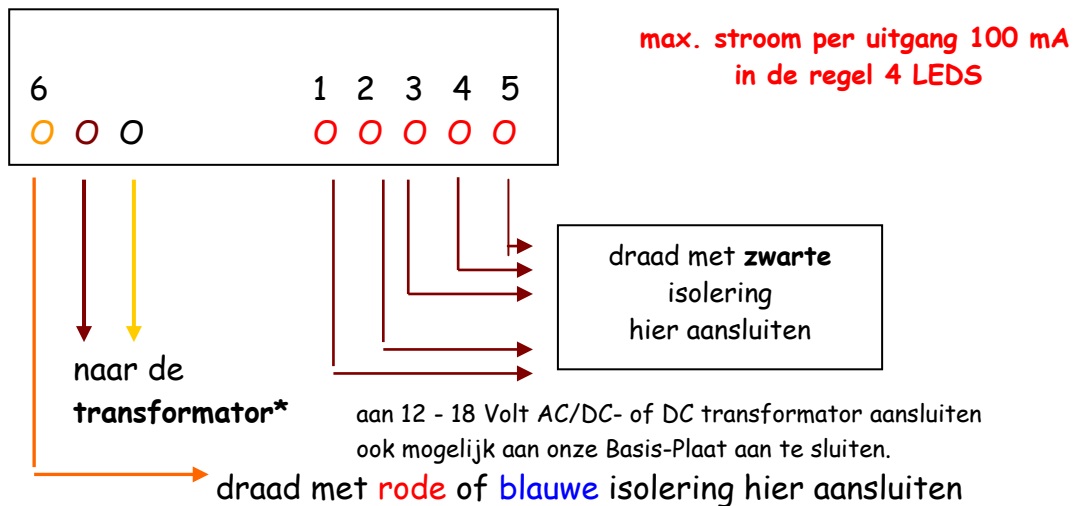 max. stroom per uitgang 100 mA
in de regel 4 LEDS
6 1 2 3 4 5
O O O O O O O O
draad met zwarte
isolering
hier aansluiten
naar de
transformator*
aan 12 - 18 Volt AC/DC- of DC transformator aansluiten
ook mogelijk aan onze Basis-Plaat aan te sluiten.
draad met rode of blauwe isolering hier aansluiten